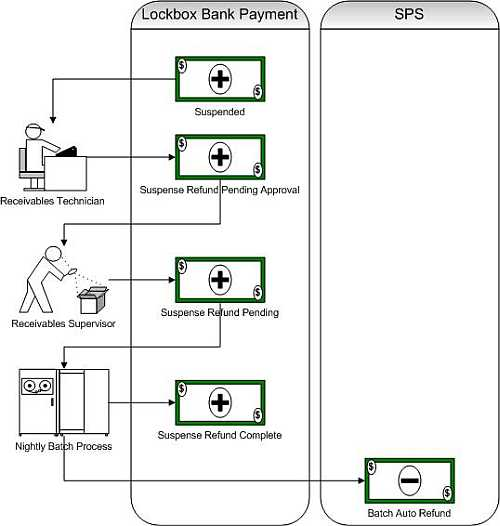 Lockbox Bank Payment
SPS
$
$
Suspended
$
$
Receivables Technician
Suspense Refund Pending Approval
$
$
Receivables Supervisor
Suspense Refund Pending
$
$
Nightly Batch Process
Suspense Refund Complete
$
$
Batch Auto Refund